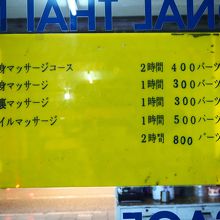 NAL THAI
身マッサージコース 2時間 400バーツ
身マッサージ 1時間 300バーツ
裏マッサージ 1時間 300バーツ
イルマッサージ 1時間 500バーツ
2時間 800 バーツ